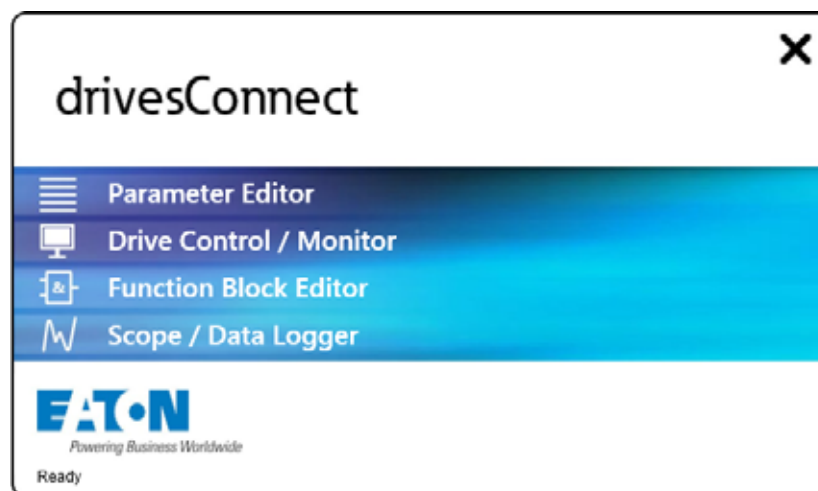 drivesConnect
Parameter Editor
Drive Control / Monitor
& Function Block Editor
Scope / Data Logger
EATON
Powering Business Worldwide
Ready